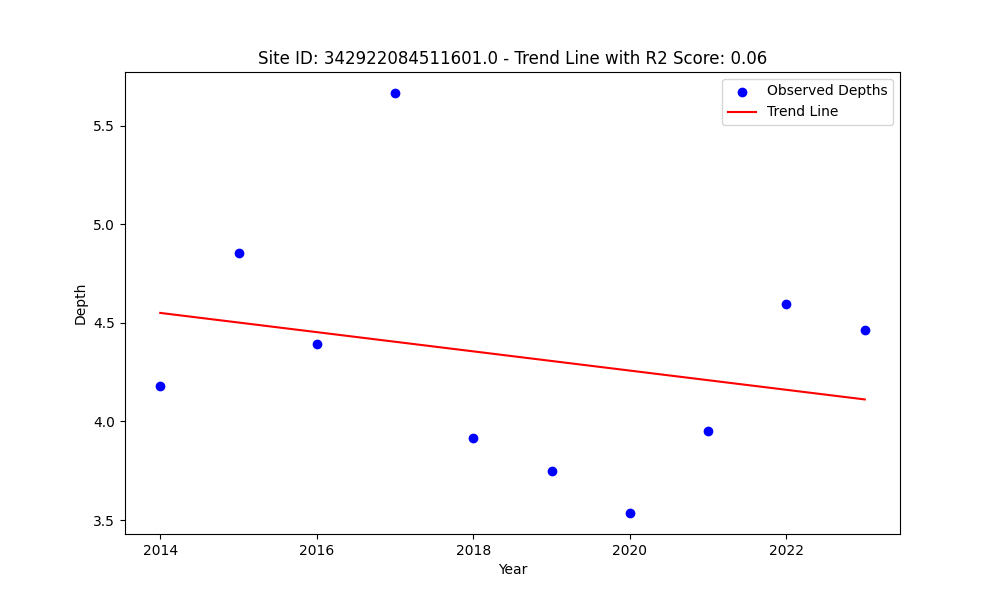 Site ID: 342922084511601.0 - Trend Line with R2 Score: 0.06
Observed Depths
Trend Line
5.5
5.0
4.5
4.0
3.5
Depth
2014 2016 2018 2020 2022
Year